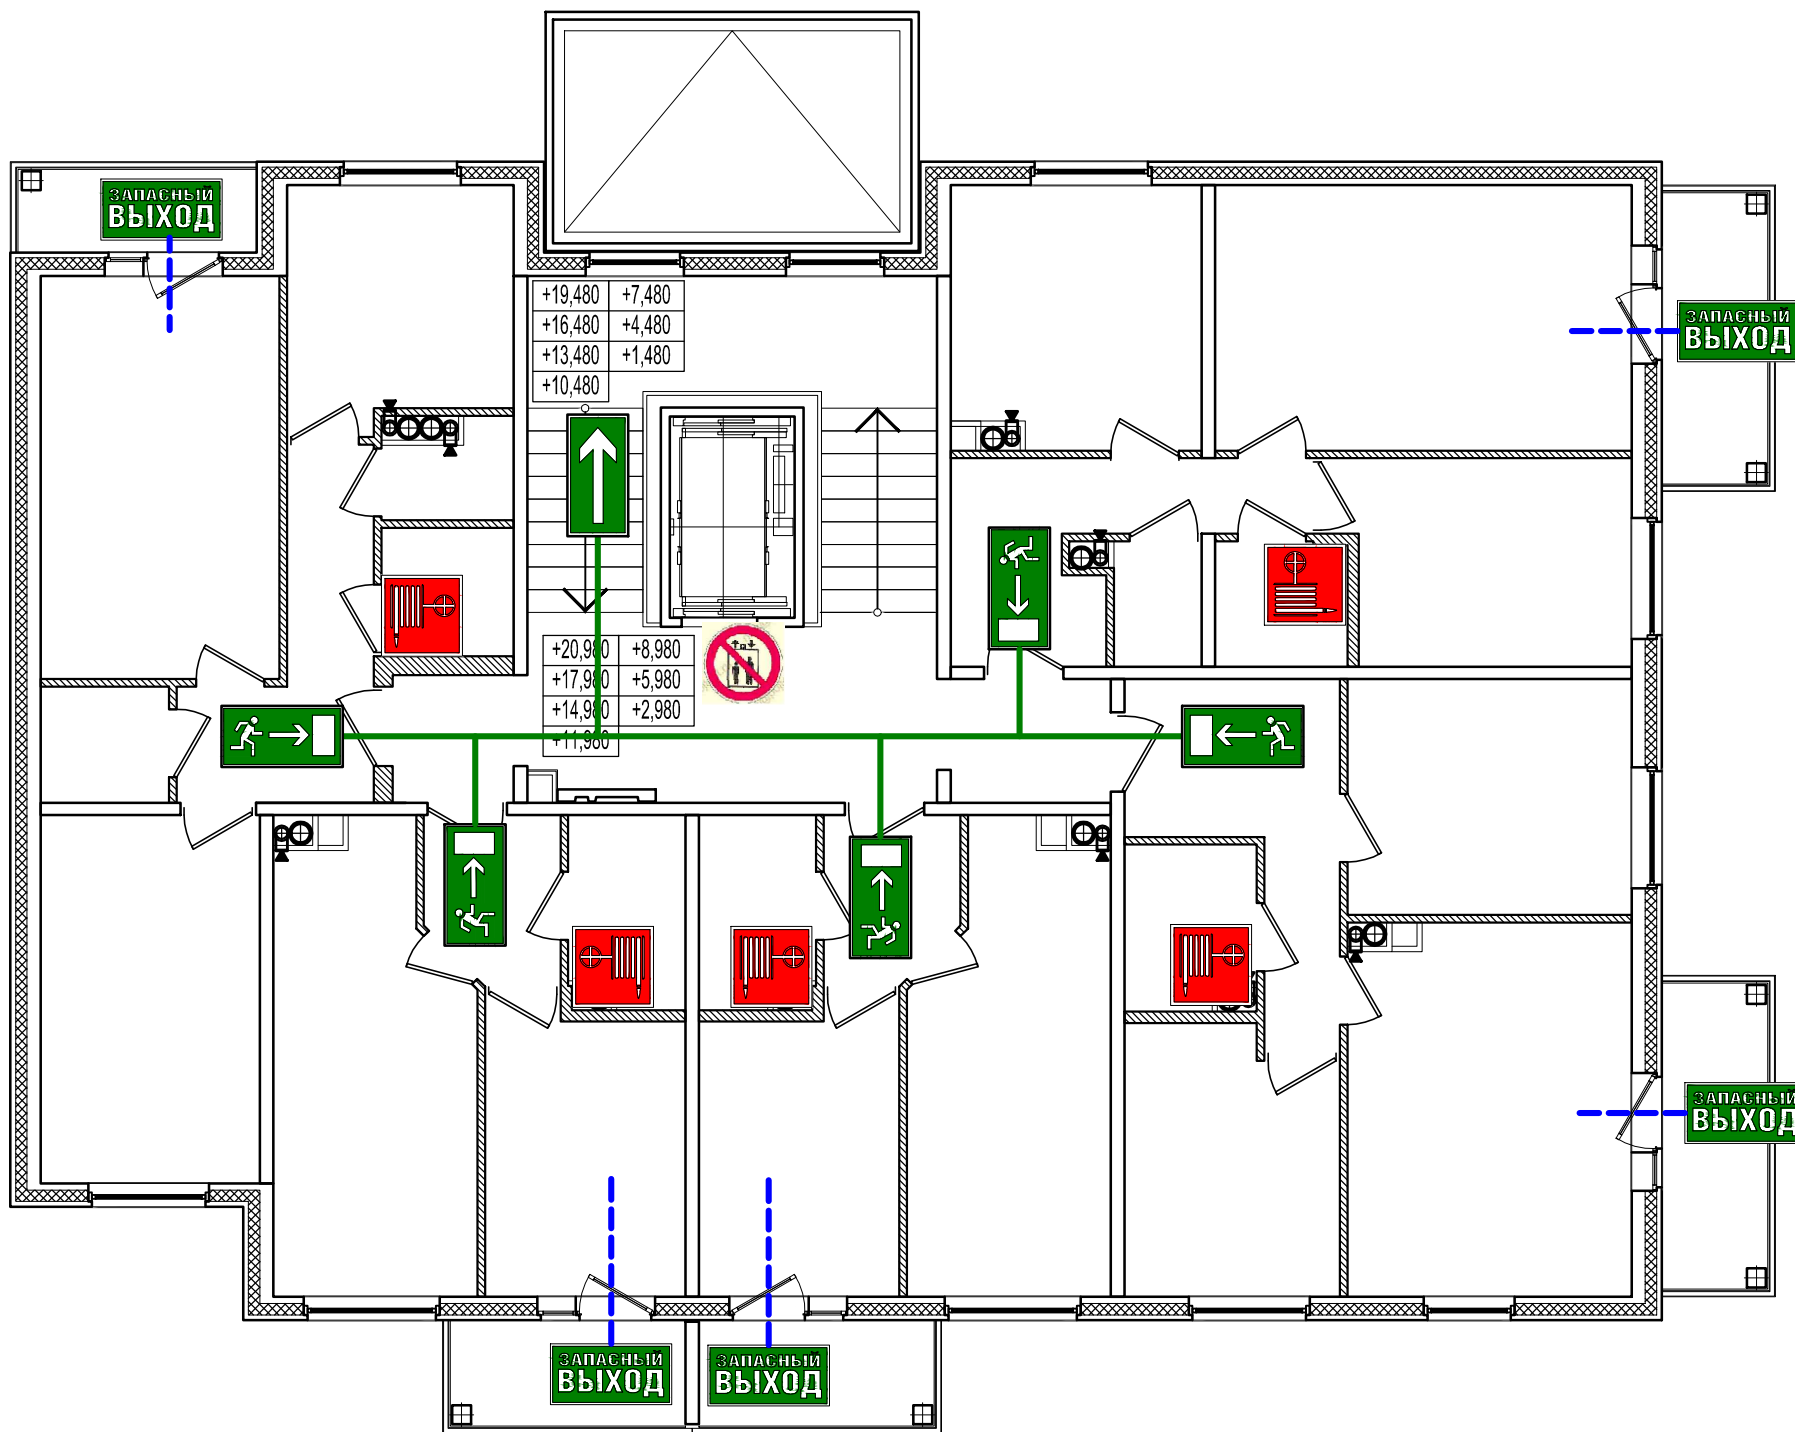 ЗАПАСНЫЙ
ВЫХОД
+19,480 +7,480
+16,480 +4,480
+13,480 +1,480
+10,480
ЗАПАСНЫЙ
ВЫХОД
+20,980 +8,980
+17,980 +5,980
+14,980 +2,980
+11,980
ЗАПАСНЫЙ
ВЫХОД
ЗАПАСНЫЙ
ВЫХОД
ЗАПАСНЫЙ
ВЫХОД